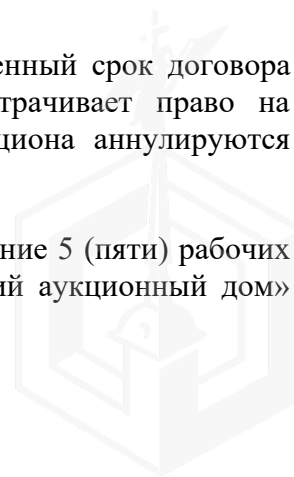 енный срок договора
трачивает право на
циона аннулируются
ние 5 (пяти) рабочих
ий аукционный дом»